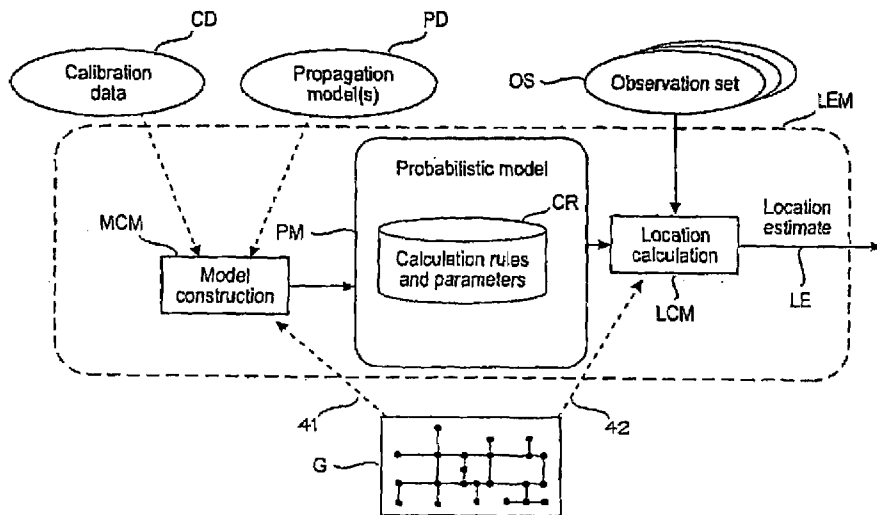 CD
PD
Calibration
data
Propagation
model(s)
OS
Observation set
LEM
Probabilistic model
MCM
PM
CR
Location
estimate
Model
construction
Calculation rules
and parameters
Location
calculation
LCM
LE
41
42
G